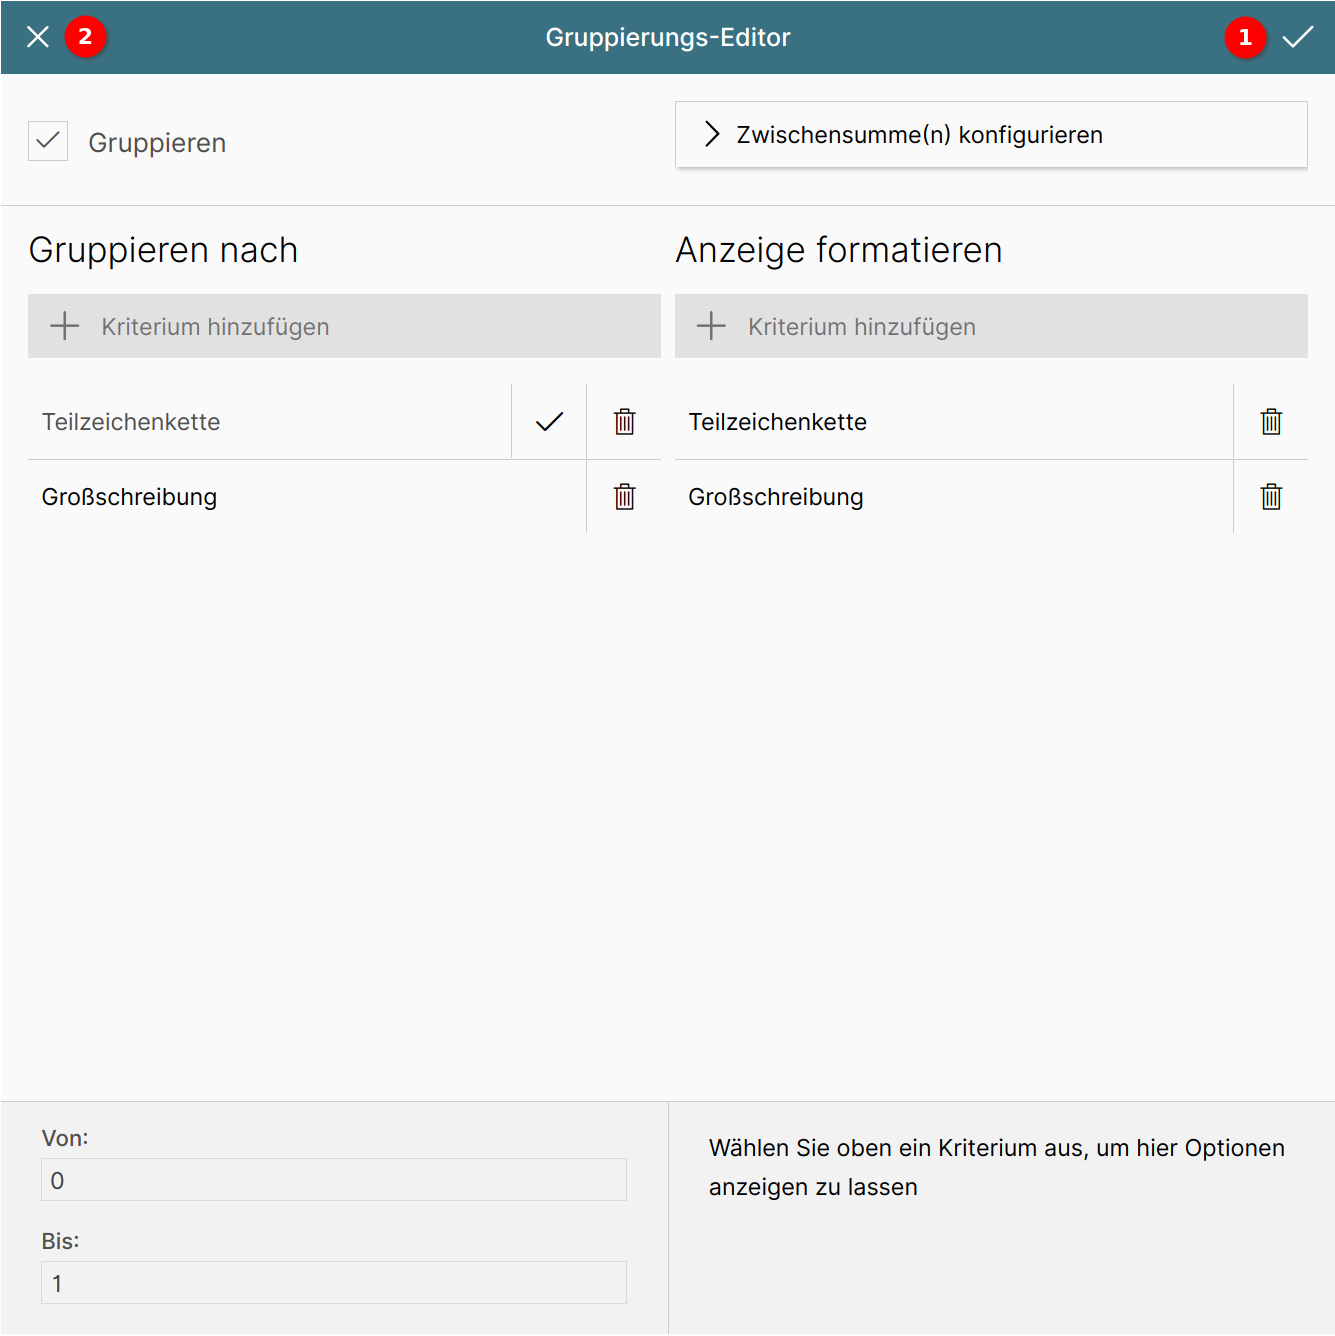 2
Gruppierungs-Editor
1
Gruppieren
Zwischensumme(n) konfigurieren
Gruppieren nach
Anzeige formatieren
Kriterium hinzufügen
Kriterium hinzufügen
Teilzeichenkette
Teilzeichenkette
Großschreibung
Großschreibung
Von:
0
Bis:
1
Wählen Sie oben ein Kriterium aus, um hier Optionen
anzeigen zu lassen